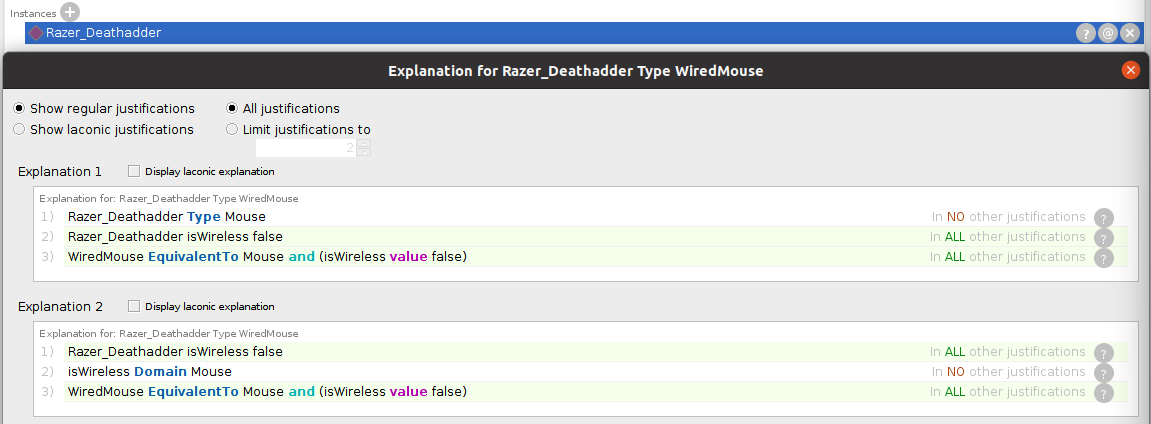 Instances +
Razer_Deathadder ? @ ×
Explanation for Razer_Deathadder Type WiredMouse ×
Show regular justifications All justifications
Show laconic justifications Limit justifications to
2
Explanation 1 Display laconic explanation
Explanation for: Razer_Deathadder Type WiredMouse
1) Razer_Deathadder Type Mouse In NO other justifications ?
2) Razer_Deathadder isWireless false In ALL other justifications ?
3) WiredMouse EquivalentTo Mouse and (isWireless value false) In ALL other justifications ?
Explanation 2 Display laconic explanation
Explanation for: Razer_Deathadder Type WiredMouse
1) Razer_Deathadder isWireless false In ALL other justifications ?
2) isWireless Domain Mouse In NO other justifications ?
3) WiredMouse EquivalentTo Mouse and (isWireless value false) In ALL other justifications ?